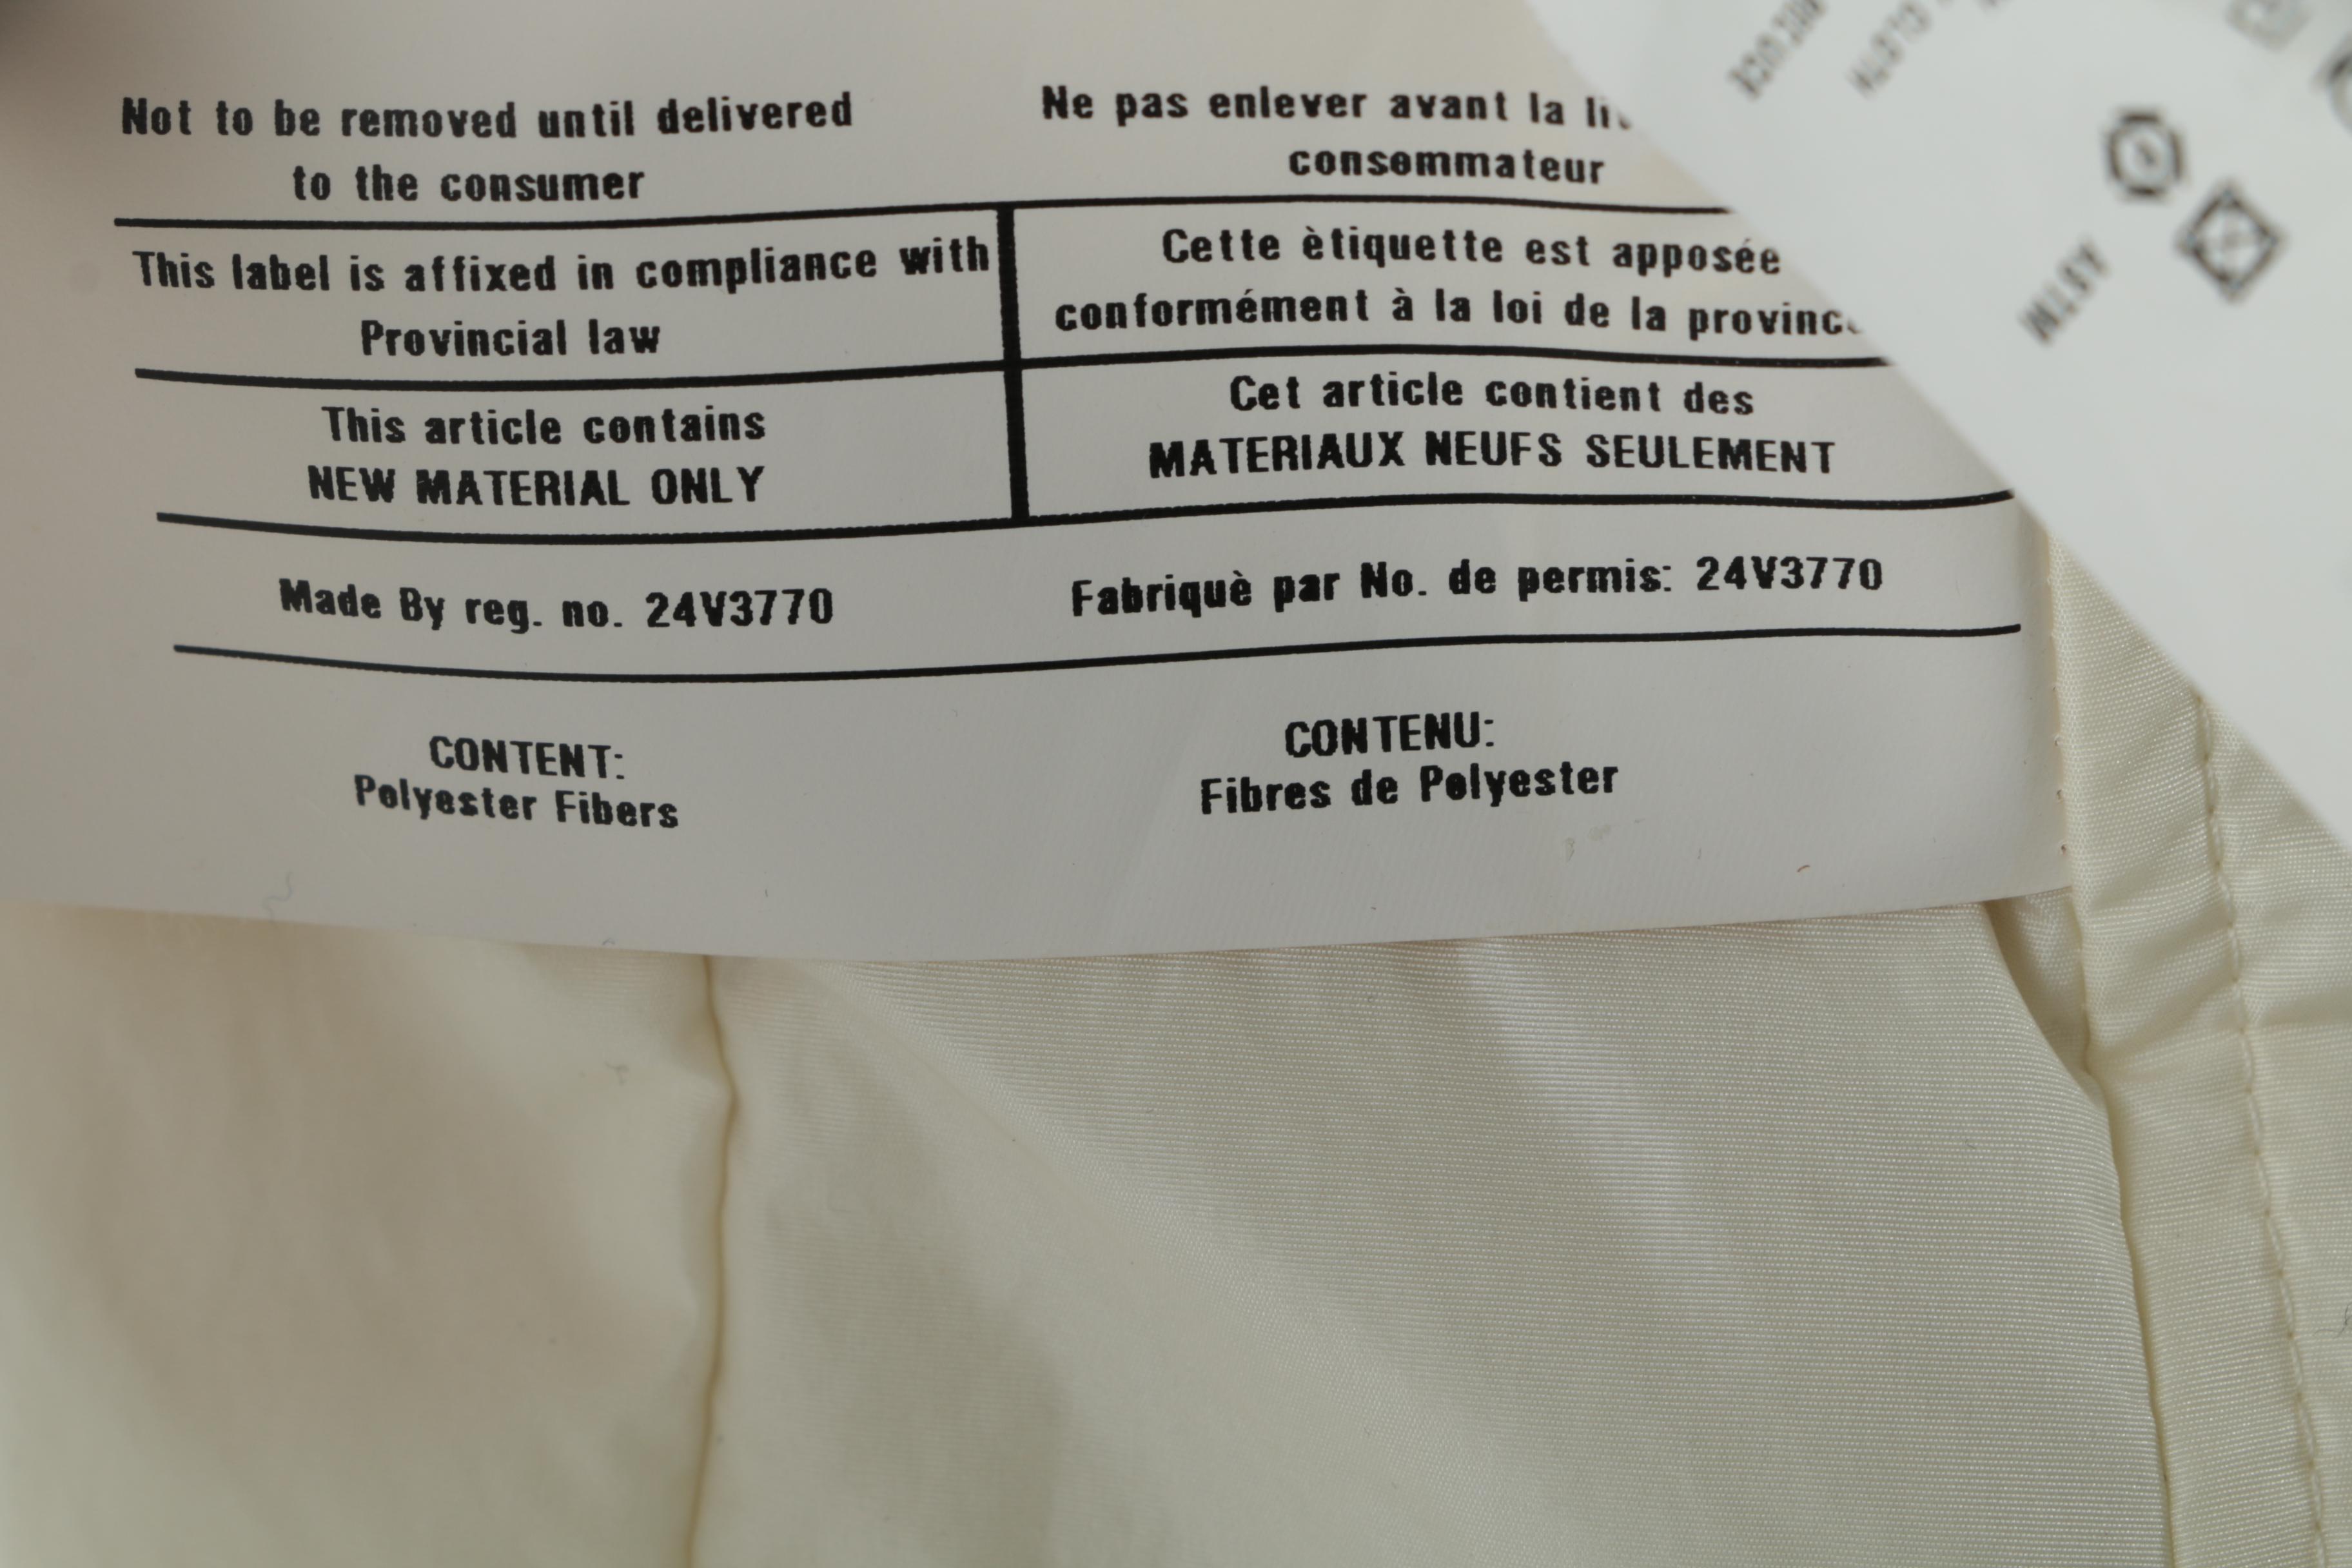 Not to be removed until delivered
to the consumer
Ne pas enlever avant la
consommateur
This label is affixed in compliance with
Provincial law
Cette ètiquette est apposée
conformément à la loi de la
This article contains
NEW MATERIAL ONLY
Cet article contient des
MATERIAUX NEUFS SEULEMENT
Made By reg. no. 24V3770
Fabriquè par No. de permis: 24V3770
CONTENT:
Polyester Fibers
CONTENU:
Fibres de Polyester